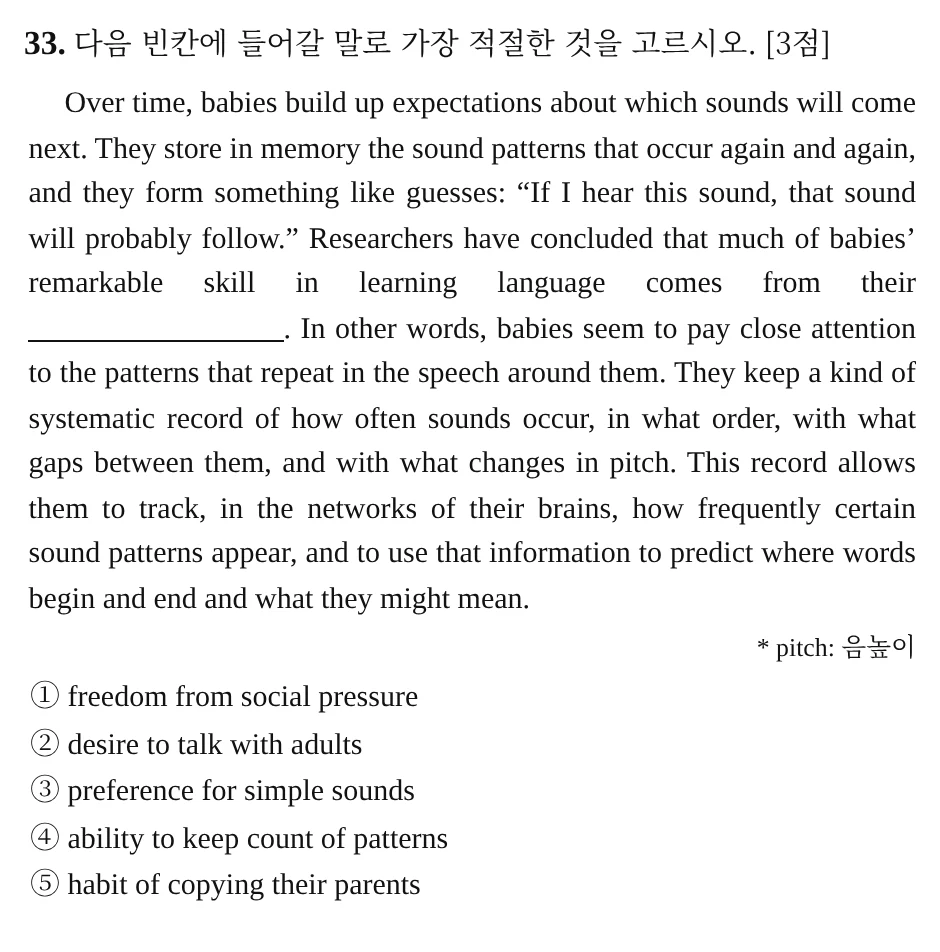 33. 다음 빈칸에 들어갈 말로 가장 적절한 것을 고르시오. [3점]
Over time, babies build up expectations about which sounds will come
next. They store in memory the sound patterns that occur again and again,
and they form something like guesses: “If I hear this sound, that sound
will probably follow.” Researchers have concluded that much of babies’
remarkable skill in learning language comes from their
________________. In other words, babies seem to pay close attention
to the patterns that repeat in the speech around them. They keep a kind of
systematic record of how often sounds occur, in what order, with what
gaps between them, and with what changes in pitch. This record allows
them to track, in the networks of their brains, how frequently certain
sound patterns appear, and to use that information to predict where words
begin and end and what they might mean.
* pitch: 음높이
① freedom from social pressure
② desire to talk with adults
③ preference for simple sounds
④ ability to keep count of patterns
⑤ habit of copying their parents